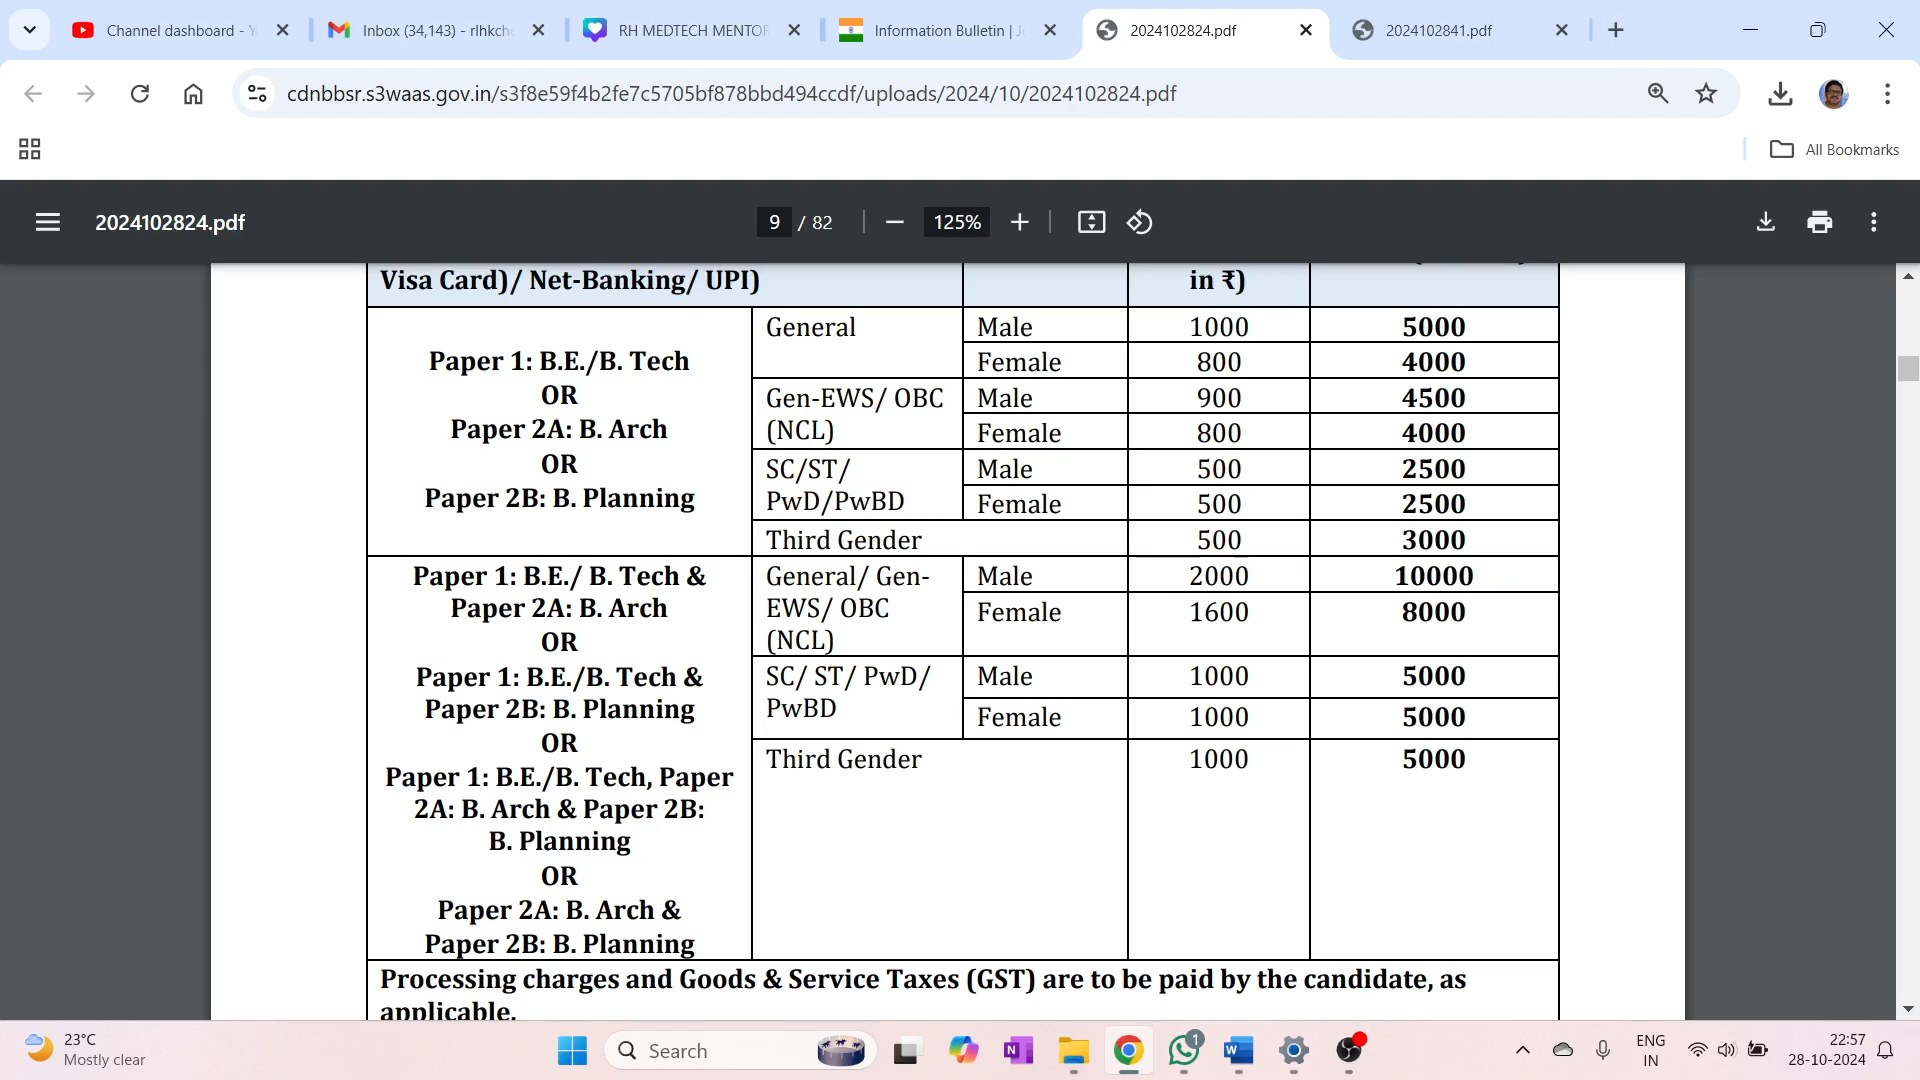 Channel dashboard - Y
Inbox (34,143) - rlhkch
RH MEDTECH MENTOR
Information Bulletin | Jo
2024102824.pdf
2024102841.pdf
cdnbbsr.s3waas.gov.in/s3f8e59f4b2fe7c5705bf878bbd494ccdf/uploads/2024/10/2024102824.pdf
All Bookmarks
2024102824.pdf
9 / 82
125%
Visa Card)/ Net-Banking/ UPI)
in ₹)
Paper 1: B.E./B. Tech
OR
Paper 2A: B. Arch
OR
Paper 2B: B. Planning
General
Male 1000 5000
Female 800 4000
Gen-EWS/ OBC
(NCL)
Male 900 4500
Female 800 4000
SC/ST/
PwD/PwBD
Male 500 2500
Female 500 2500
Third Gender 500 3000
Paper 1: B.E./ B. Tech &
Paper 2A: B. Arch
OR
Paper 1: B.E./B. Tech &
Paper 2B: B. Planning
OR
Paper 1: B.E./B. Tech, Paper
2A: B. Arch & Paper 2B:
B. Planning
OR
Paper 2A: B. Arch &
Paper 2B: B. Planning
General/ Gen-
EWS/ OBC
(NCL)
Male 2000 10000
Female 1600 8000
SC/ ST/ PwD/
PwBD
Male 1000 5000
Female 1000 5000
Third Gender 1000 5000
Processing charges and Goods & Service Taxes (GST) are to be paid by the candidate, as
applicable.
23°C
Mostly clear
Search
1
ENG
IN
22:57
28-10-2024